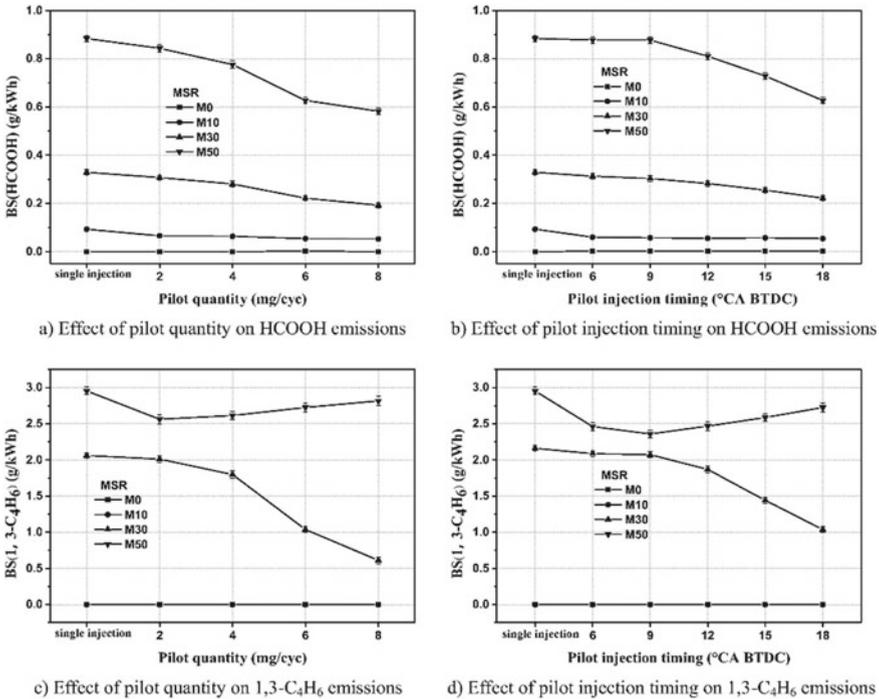 1.0
0.8
0.6
0.4
0.2
0.0
BS(HCOOH) (g/kWh)
MSR
M0
M10
M30
M50
single injection 2 4 6 8
Pilot quantity (mg/cyc)
a) Effect of pilot quantity on HCOOH emissions
1.0
0.8
0.6
0.4
0.2
0.0
BS(HCOOH) (g/kWh)
MSR
M0
M10
M30
M50
single injection 6 9 12 15 18
Pilot injection timing (°CA BTDC)
b) Effect of pilot injection timing on HCOOH emissions
3.0
2.5
2.0
1.5
1.0
0.5
0.0
BS(1, 3-C₄H₆) (g/kWh)
MSR
M0
M10
M30
M50
single injection 2 4 6 8
Pilot quantity (mg/cyc)
c) Effect of pilot quantity on 1,3-C₄H₆ emissions
3.0
2.5
2.0
1.5
1.0
0.5
0.0
BS(1, 3-C₄H₆) (g/kWh)
MSR
M0
M10
M30
M50
single injection 6 9 12 15 18
Pilot injection timing (°CA BTDC)
d) Effect of pilot injection timing on 1,3-C₄H₆ emissions